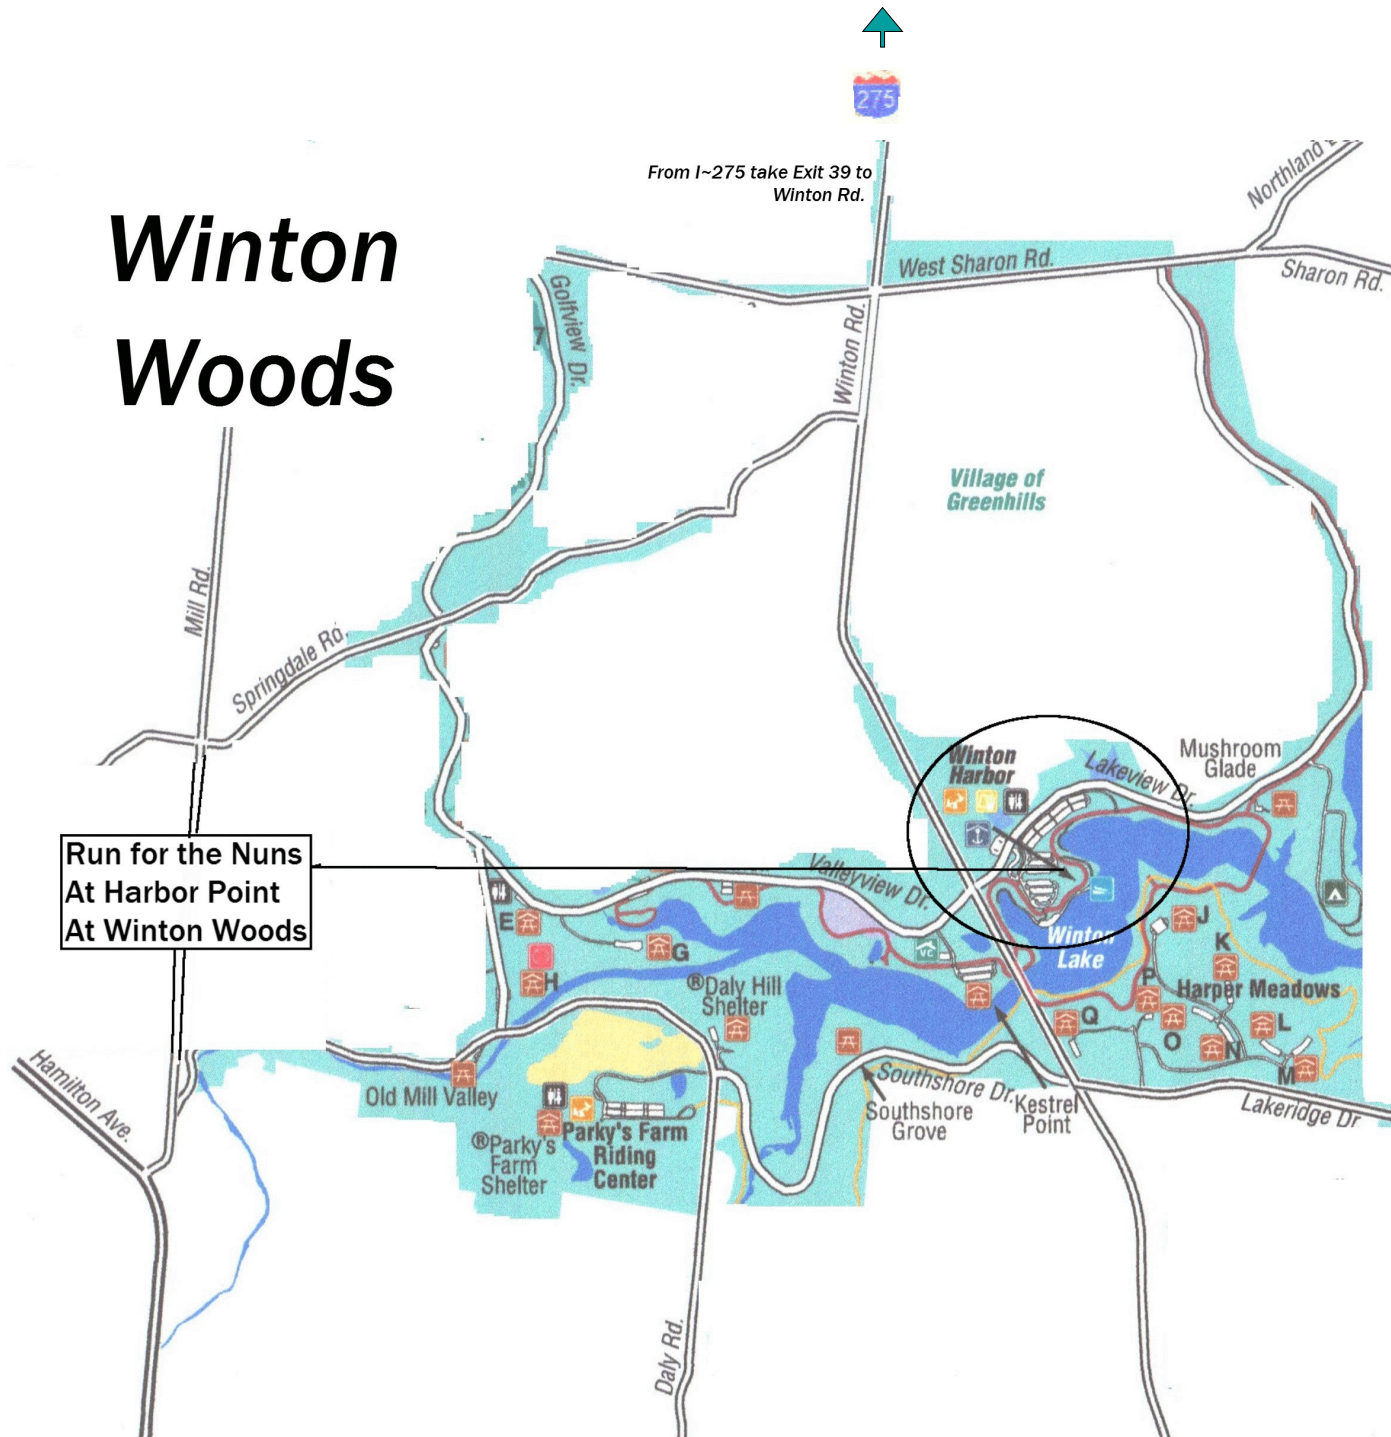 275
From I~275 take Exit 39 to
Winton Rd.
Winton
Woods
Northland
West Sharon Rd.
Sharon Rd.
Golfview Dr.
7
Winton Rd.
Village of
Greenhills
Mill Rd.
Springdale Rd.
Winton
Harbor
Lakeview Dr.
Mushroom
Glade
Run for the Nuns
At Harbor Point
At Winton Woods
Valleyview Dr.
E
G
H
VC
J
K
Winton
Lake
®Daly Hill
Shelter
P
Harper Meadows
Q
O
N
L
M
Hamilton Ave.
Old Mill Valley
Southshore Dr.
Southshore
Grove
Kestrel
Point
Lakeridge Dr
®Parky's
Farm
Shelter
Parky's Farm
Riding
Center
Daly Rd.